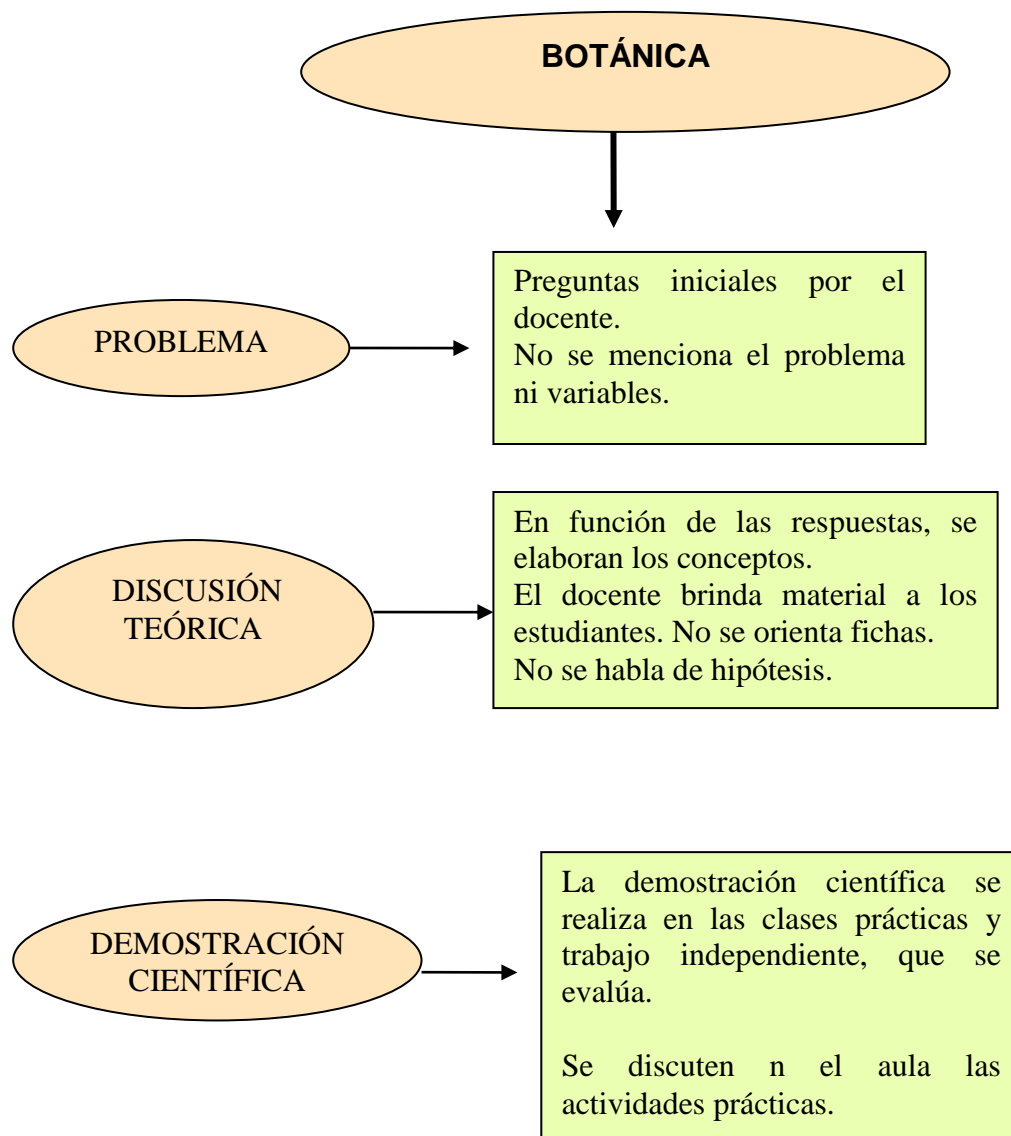 BOTÁNICA
PROBLEMA
Preguntas iniciales por el
docente.
No se menciona el problema
ni variables.
DISCUSIÓN
TEÓRICA
En función de las respuestas, se
elaboran los conceptos.
El docente brinda material a los
estudiantes. No se orienta fichas.
No se habla de hipótesis.
DEMOSTRACIÓN
CIENTÍFICA
La demostración científica se
realiza en las clases prácticas y
trabajo independiente, que se
evalúa.
Se discuten n el aula las
actividades prácticas.